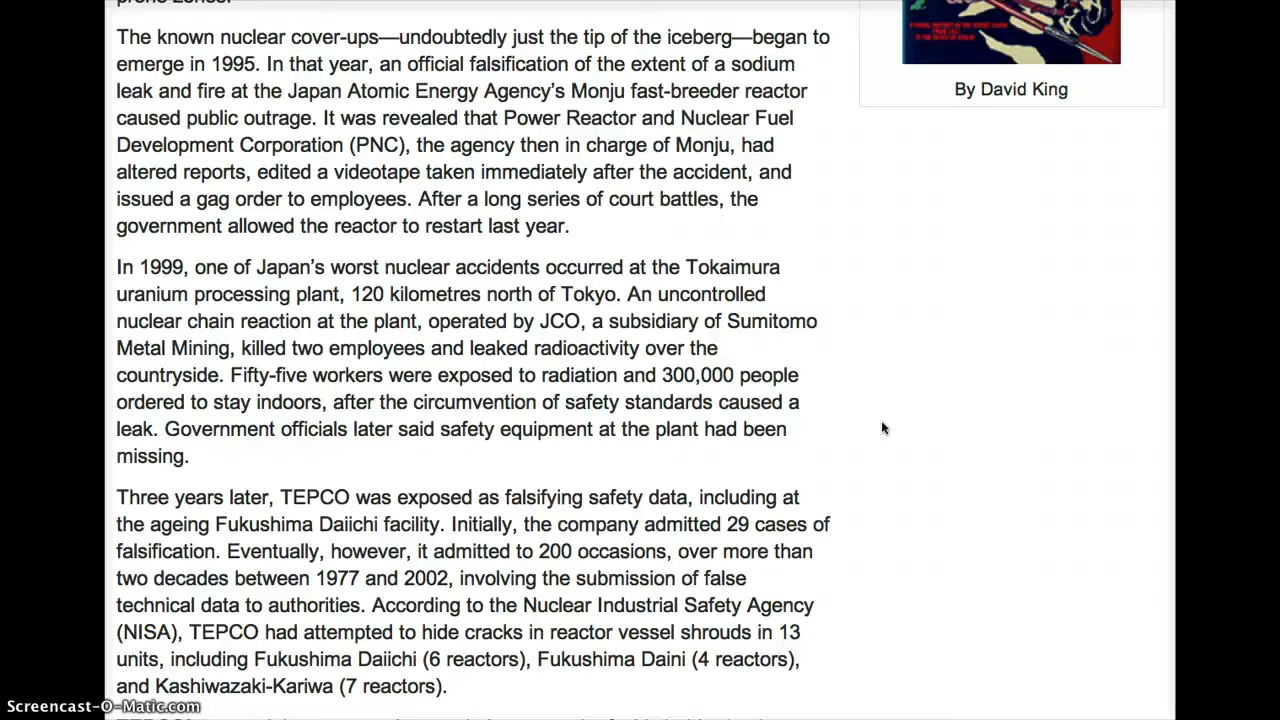 prone zones.
The known nuclear cover-ups—undoubtedly just the tip of the iceberg—began to
emerge in 1995. In that year, an official falsification of the extent of a sodium
leak and fire at the Japan Atomic Energy Agency’s Monju fast-breeder reactor
caused public outrage. It was revealed that Power Reactor and Nuclear Fuel
Development Corporation (PNC), the agency then in charge of Monju, had
altered reports, edited a videotape taken immediately after the accident, and
issued a gag order to employees. After a long series of court battles, the
government allowed the reactor to restart last year.
In 1999, one of Japan’s worst nuclear accidents occurred at the Tokaimura
uranium processing plant, 120 kilometres north of Tokyo. An uncontrolled
nuclear chain reaction at the plant, operated by JCO, a subsidiary of Sumitomo
Metal Mining, killed two employees and leaked radioactivity over the
countryside. Fifty-five workers were exposed to radiation and 300,000 people
ordered to stay indoors, after the circumvention of safety standards caused a
leak. Government officials later said safety equipment at the plant had been
missing.
Three years later, TEPCO was exposed as falsifying safety data, including at
the ageing Fukushima Daiichi facility. Initially, the company admitted 29 cases of
falsification. Eventually, however, it admitted to 200 occasions, over more than
two decades between 1977 and 2002, involving the submission of false
technical data to authorities. According to the Nuclear Industrial Safety Agency
(NISA), TEPCO had attempted to hide cracks in reactor vessel shrouds in 13
units, including Fukushima Daiichi (6 reactors), Fukushima Daini (4 reactors),
and Kashiwazaki-Kariwa (7 reactors).
By David King
Screencast-O-Matic.com